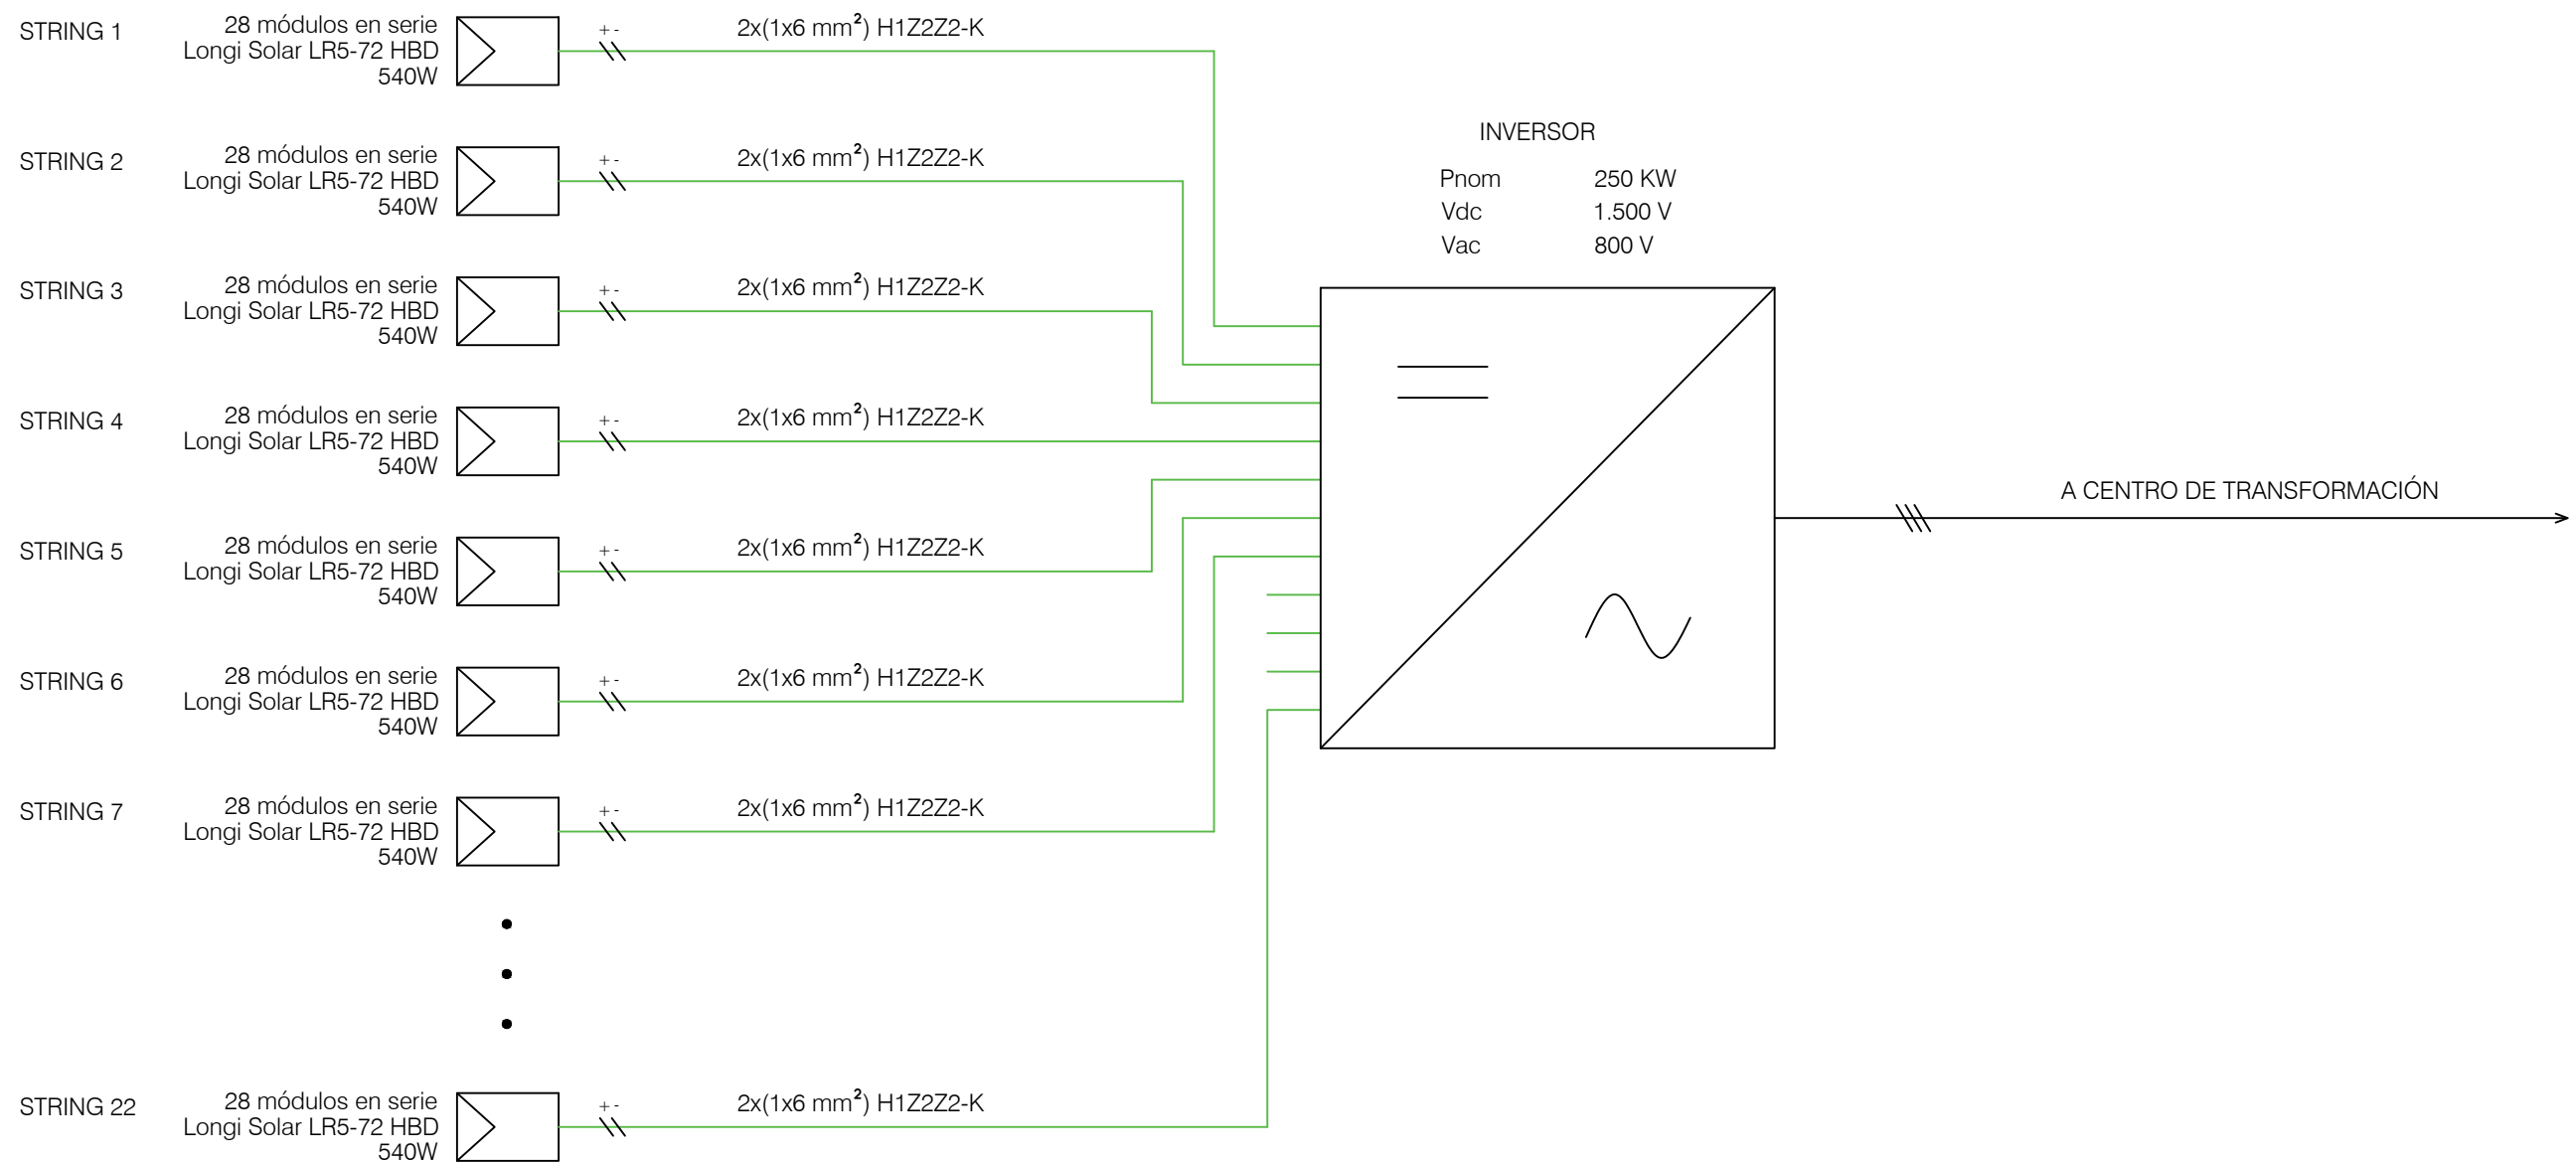 STRING 1
28 módulos en serie
Longi Solar LR5-72 HBD
540W
+ -
2x(1x6 mm²) H1Z2Z2-K
STRING 2
28 módulos en serie
Longi Solar LR5-72 HBD
540W
+ -
2x(1x6 mm²) H1Z2Z2-K
STRING 3
28 módulos en serie
Longi Solar LR5-72 HBD
540W
+ -
2x(1x6 mm²) H1Z2Z2-K
STRING 4
28 módulos en serie
Longi Solar LR5-72 HBD
540W
+ -
2x(1x6 mm²) H1Z2Z2-K
STRING 5
28 módulos en serie
Longi Solar LR5-72 HBD
540W
+ -
2x(1x6 mm²) H1Z2Z2-K
STRING 6
28 módulos en serie
Longi Solar LR5-72 HBD
540W
+ -
2x(1x6 mm²) H1Z2Z2-K
STRING 7
28 módulos en serie
Longi Solar LR5-72 HBD
540W
+ -
2x(1x6 mm²) H1Z2Z2-K
STRING 22
28 módulos en serie
Longi Solar LR5-72 HBD
540W
+ -
2x(1x6 mm²) H1Z2Z2-K
INVERSOR
Pnom 250 KW
Vdc 1.500 V
Vac 800 V
A CENTRO DE TRANSFORMACIÓN